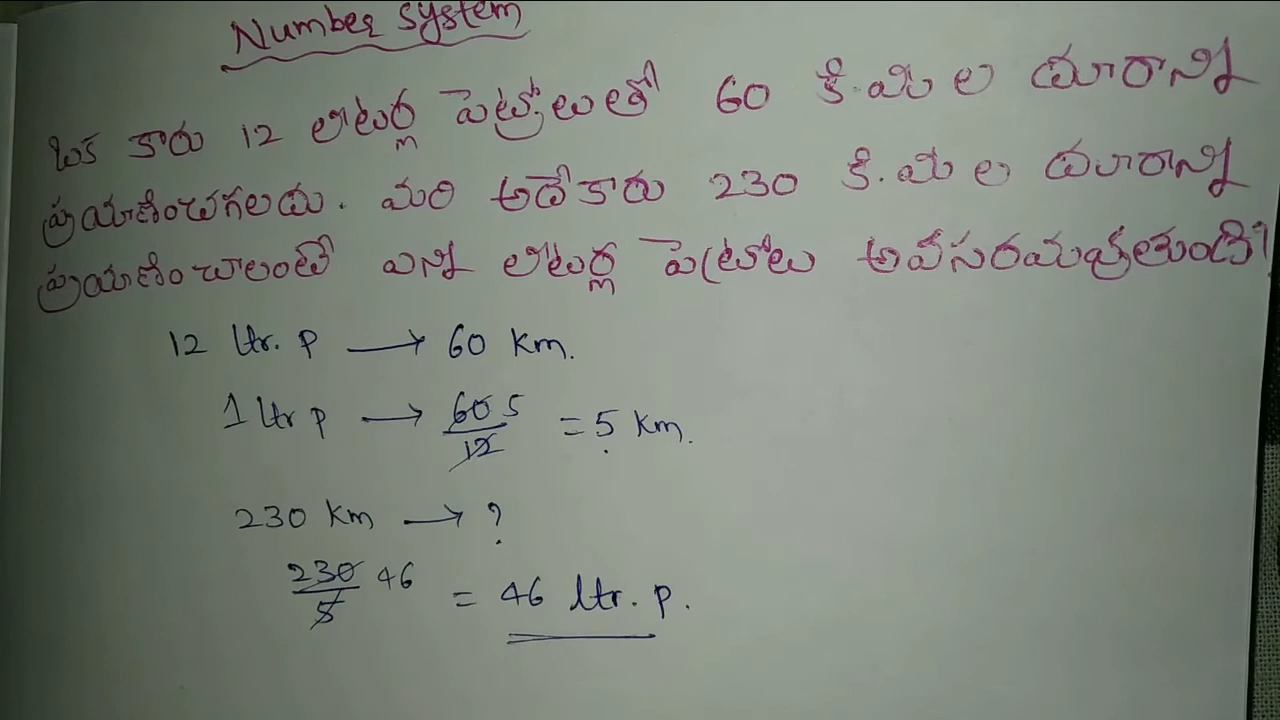 Number system
ఒక కారు 12 లీటర్ల పెట్రోలుతో 60 కి.మీ ల దూరాన్ని
ప్రయాణించగలదు. మరి అదేకారు 230 కి.మీ ల దూరాన్ని
ప్రయాణించాలంటే ఎన్ని లీటర్ల పెట్రోలు అవసరమవుతుంది?
12 ltr. p → 60 km.
1 ltr p → 60/12 5 = 5 km.
230 km → ?
230/5 46 = 46 ltr. p.